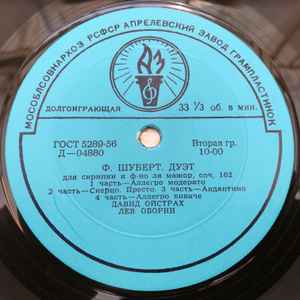 МОСОБЛСОВНАРХОЗ РСФСР АПРЕЛЕВСКИЙ ЗАВОД ГРАМПЛАСТИНОК
ДОЛГОИГРАЮЩАЯ 33 1/3 об. в мин.
ГОСТ 5289-56 Вторая гр.
Д—04880 10-00
Ф. ШУБЕРТ. ДУЭТ
для скрипки и ф-но ля мажор, соч. 162
1 часть—Аллегро модерато
2 часть—Скерцо. Престо. 3 часть—Андантино
4 часть—Аллегро виваче
ДАВИД ОЙСТРАХ
ЛЕВ ОБОРИН